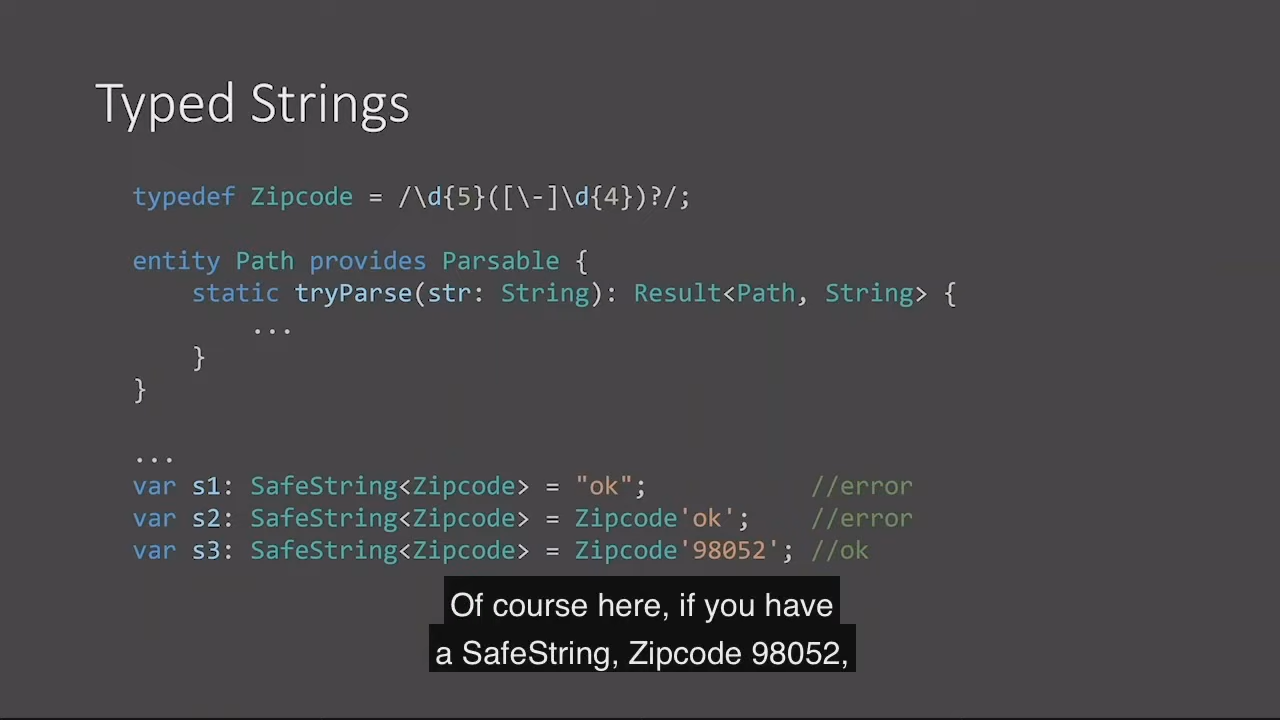 Typed Strings
typedef Zipcode = /\d{5}([\-]\d{4})?/;
entity Path provides Parsable {
    static tryParse(str: String): Result<Path, String> {
        ...
    }
}
...
var s1: SafeString<Zipcode> = "ok";           //error
var s2: SafeString<Zipcode> = Zipcode'ok';    //error
var s3: SafeString<Zipcode> = Zipcode'98052'; //ok
Of course here, if you have
a SafeString, Zipcode 98052,